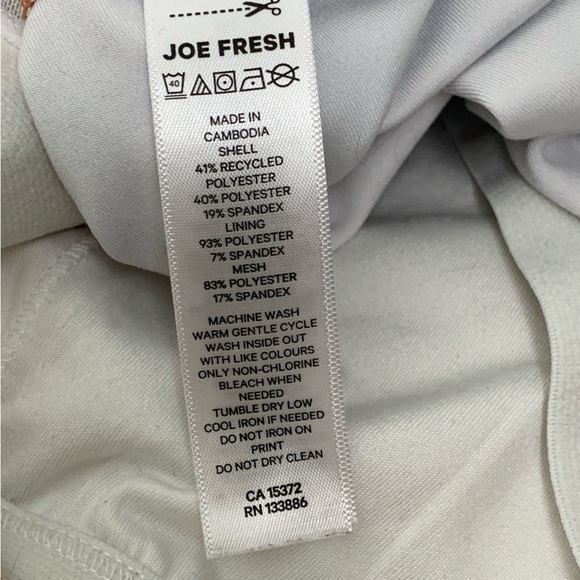 JOE FRESH
40
MADE IN
CAMBODIA
SHELL
41% RECYCLED
POLYESTER
40% POLYESTER
19% SPANDEX
LINING
93% POLYESTER
7% SPANDEX
MESH
83% POLYESTER
17% SPANDEX
MACHINE WASH
WARM GENTLE CYCLE
WASH INSIDE OUT
WITH LIKE COLOURS
ONLY NON-CHLORINE
BLEACH WHEN
NEEDED
TUMBLE DRY LOW
COOL IRON IF NEEDED
DO NOT IRON ON
PRINT
DO NOT DRY CLEAN
CA 15372
RN 133886